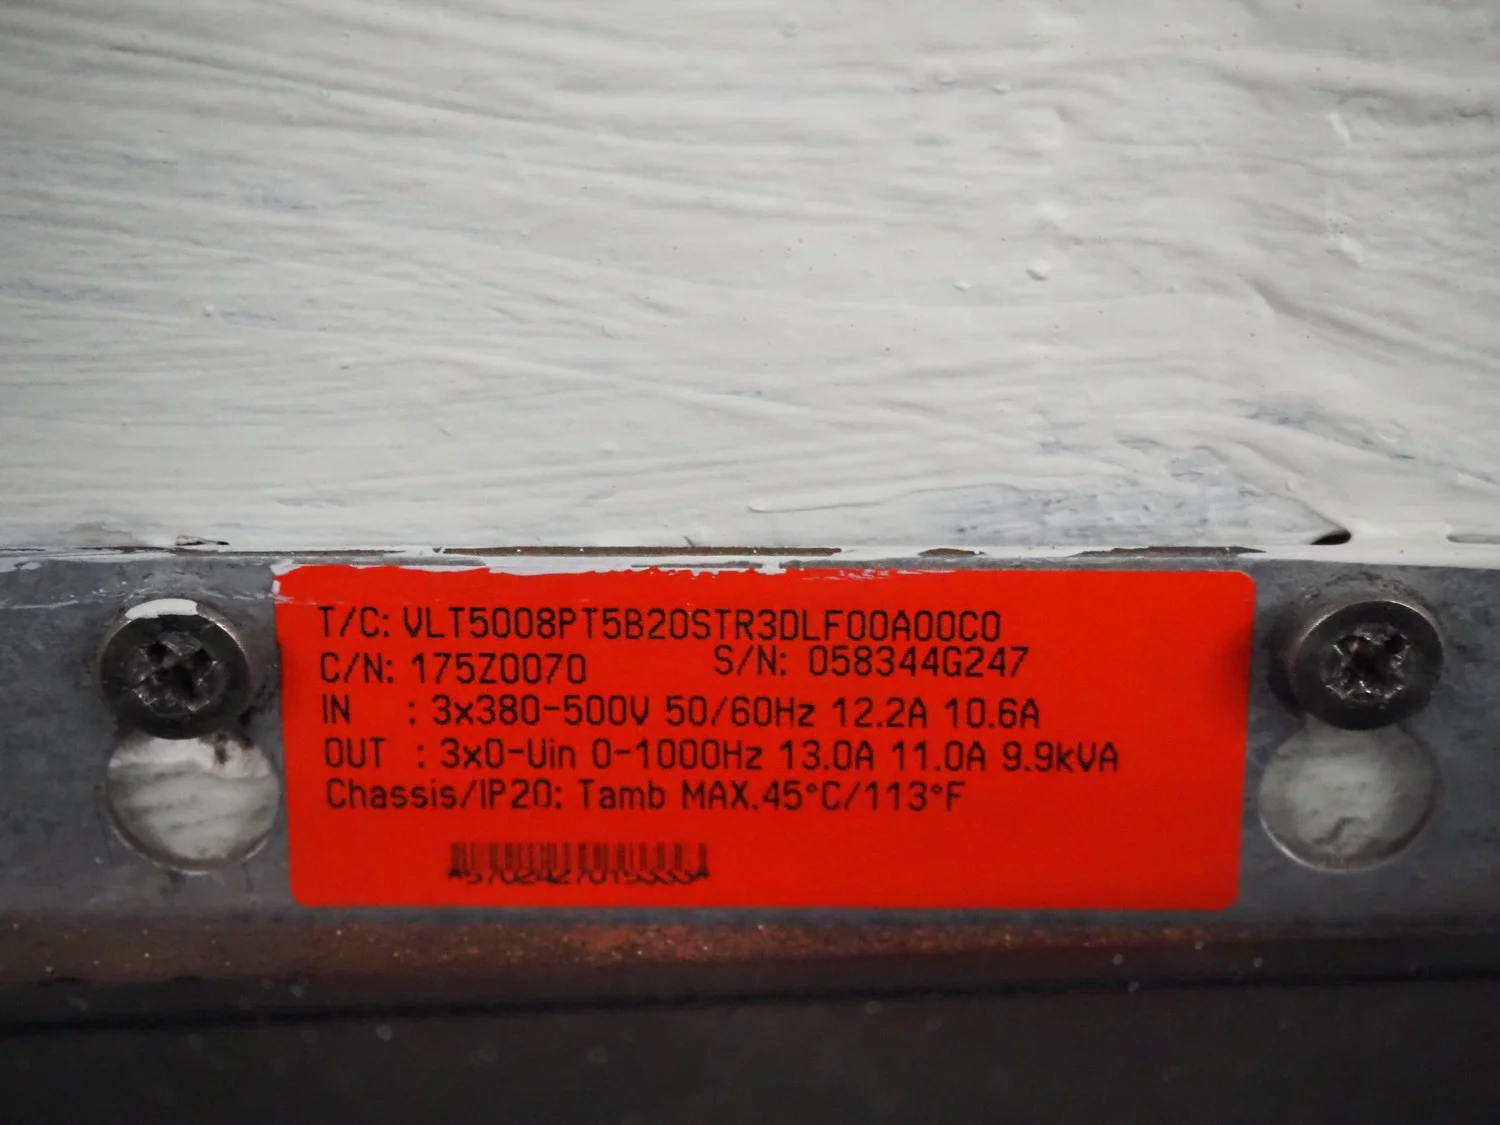 T/C: VLT5008PT5B20STR3DLF00A00C0
C/N: 175Z0070 S/N: 058344G247
IN : 3x380-500V 50/60Hz 12.2A 10.6A
OUT : 3x0-Uin 0-1000Hz 13.0A 11.0A 9.9kVA
Chassis/IP20: Tamb MAX.45°C/113°F